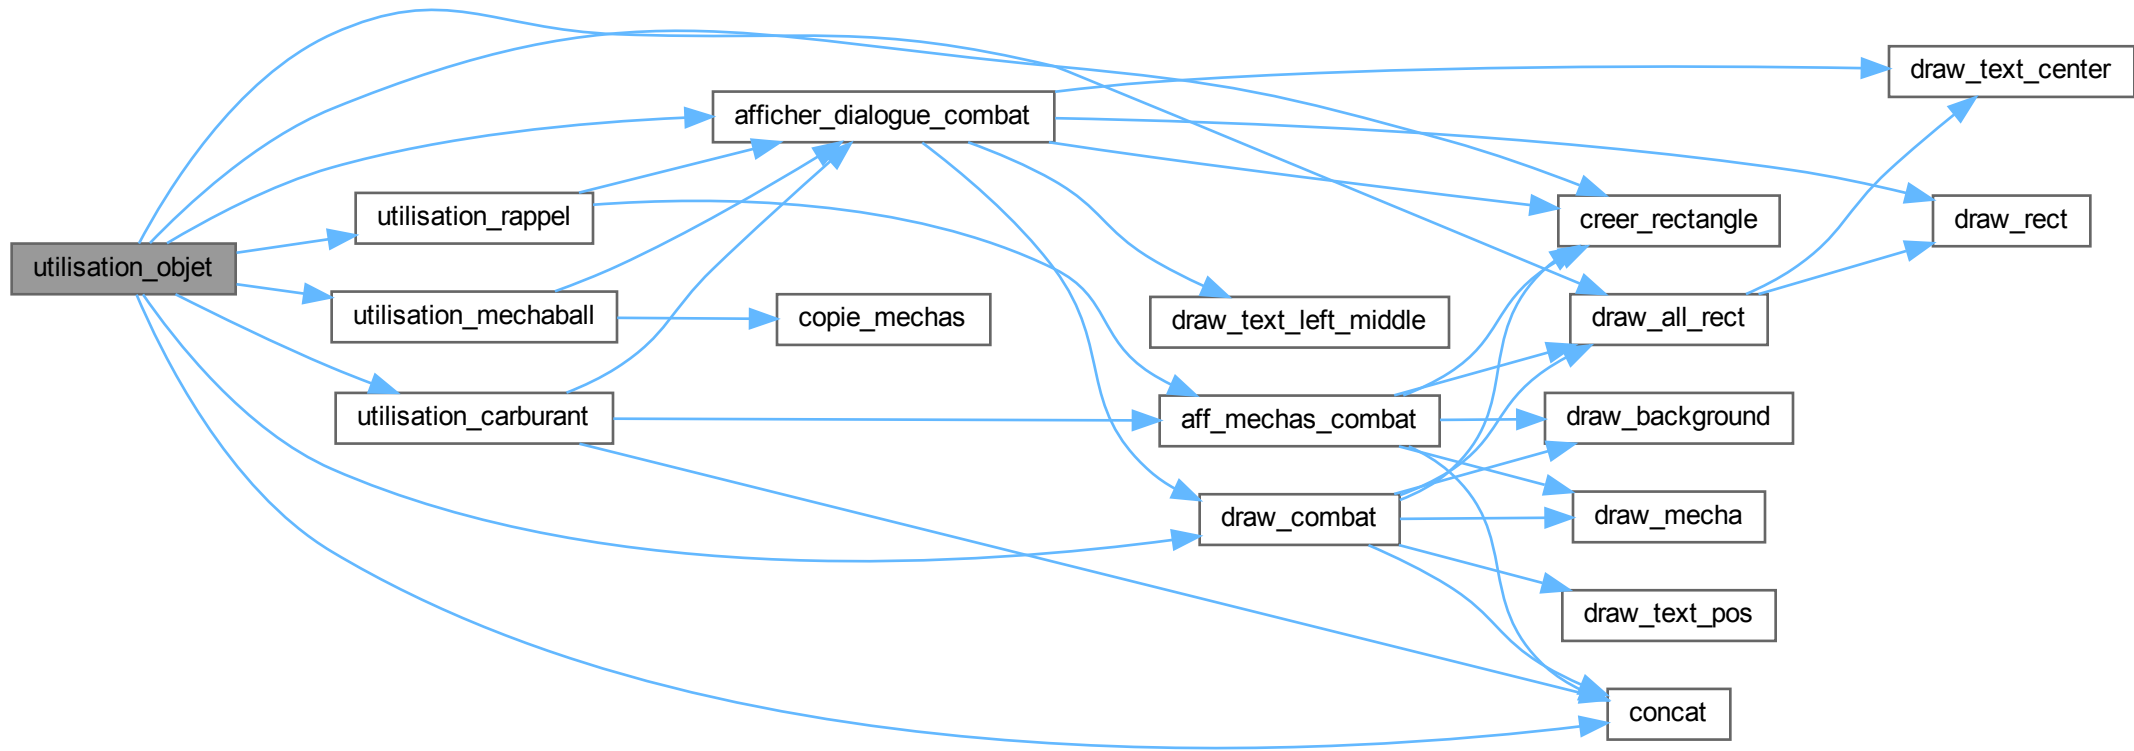 draw_text_center
afficher_dialogue_combat
utilisation_rappel
creer_rectangle
draw_rect
utilisation_objet
utilisation_mechaball
copie_mechas
draw_text_left_middle
draw_all_rect
utilisation_carburant
aff_mechas_combat
draw_background
draw_combat
draw_mecha
draw_text_pos
concat